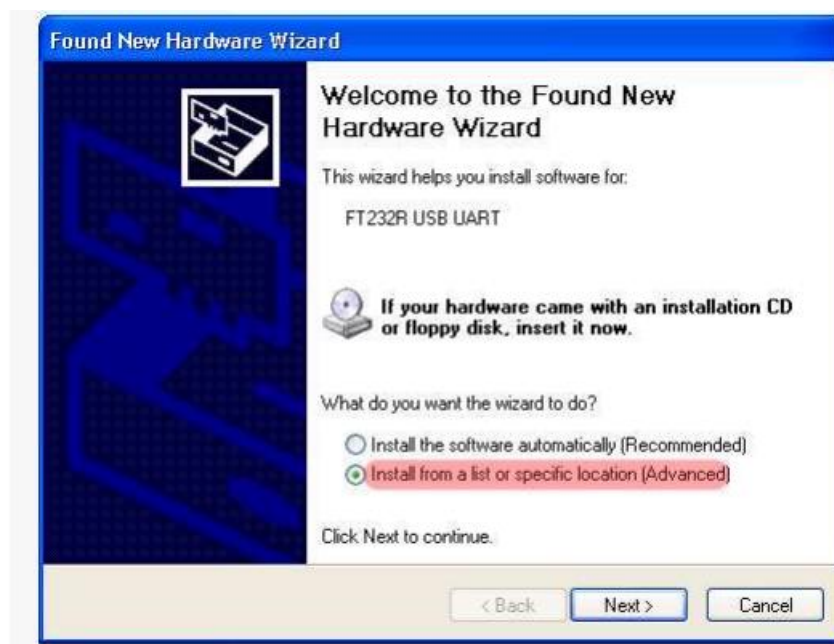 Found New Hardware Wizard
Welcome to the Found New
Hardware Wizard
This wizard helps you install software for:
FT232R USB UART
If your hardware came with an installation CD
or floppy disk, insert it now.
What do you want the wizard to do?
Install the software automatically (Recommended)
Install from a list or specific location (Advanced)
Click Next to continue.
< Back
Next >
Cancel